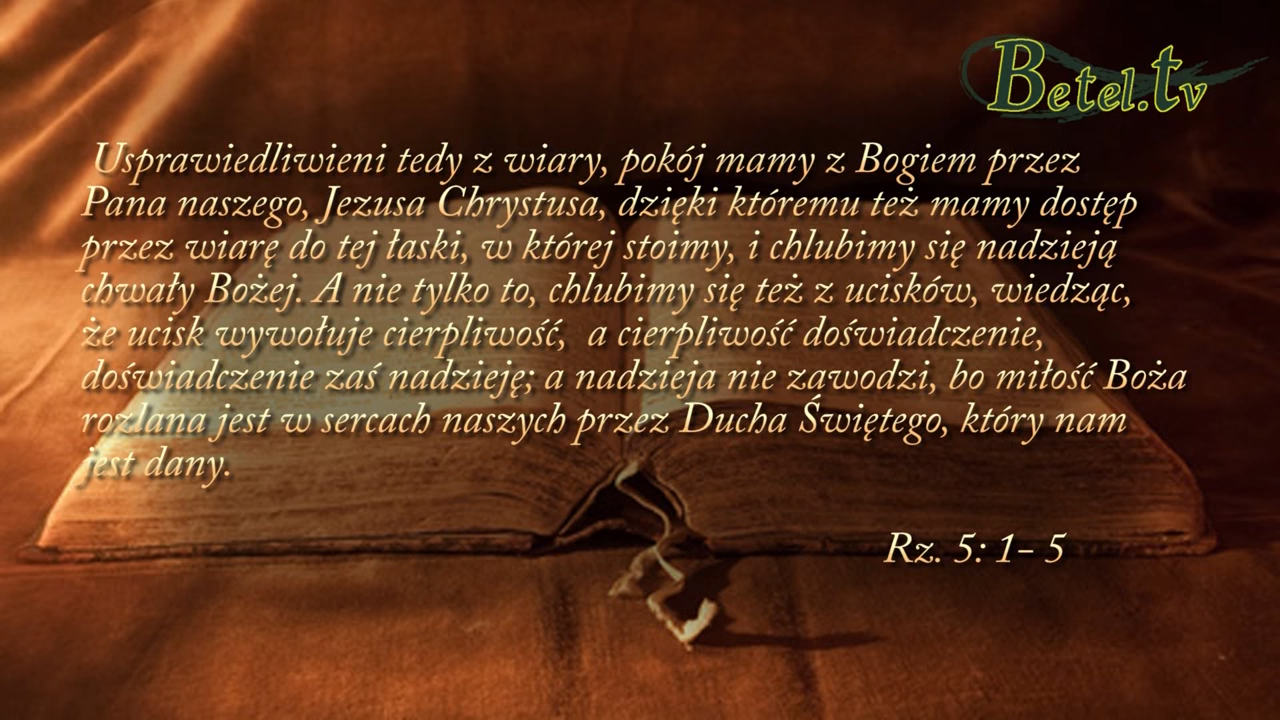 Betel.tv
Usprawiedliwieni tedy z wiary, pokój mamy z Bogiem przez
Pana naszego, Jezusa Chrystusa, dzięki któremu też mamy dostęp
przez wiarę do tej łaski, w której stoimy, i chlubimy się nadzieją
chwały Bożej. A nie tylko to, chlubimy się też z ucisków, wiedząc,
że ucisk wywołuje cierpliwość, a cierpliwość doświadczenie,
doświadczenie zaś nadzieję; a nadzieja nie zawodzi, bo miłość Boża
rozlana jest w sercach naszych przez Ducha Świętego, który nam
jest dany.
Rz. 5: 1- 5